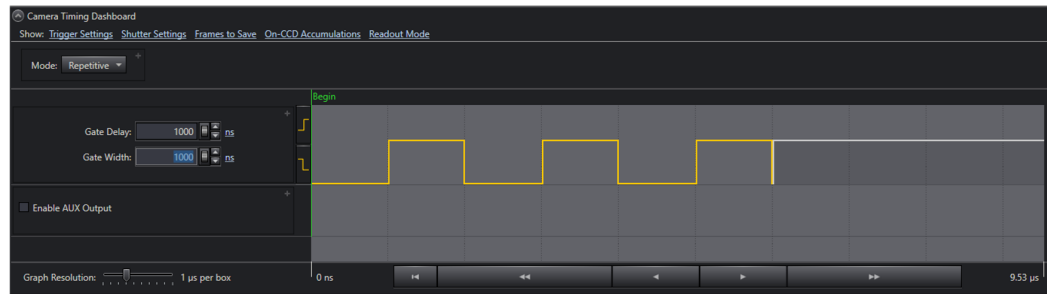 Camera Timing Dashboard
Show: Trigger Settings Shutter Settings Frames to Save On-CCD Accumulations Readout Mode
Mode: Repetitive
Begin
Gate Delay: 1000 ns
Gate Width: 1000 ns
Enable AUX Output
Graph Resolution: 1 µs per box 0 ns 9.53 µs